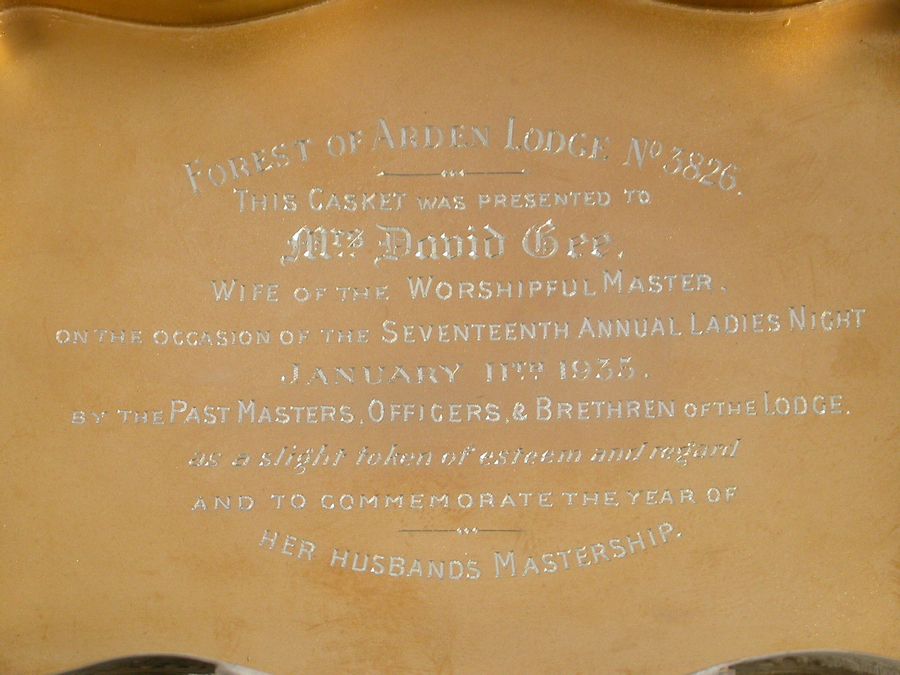 FOREST OF ARDEN LODGE No 3826.
THIS CASKET WAS PRESENTED TO
Mrs David Gee.
WIFE OF THE WORSHIPFUL MASTER.
ON THE OCCASION OF THE SEVENTEENTH ANNUAL LADIES NIGHT
JANUARY 11TH 1935.
BY THE PAST MASTERS, OFFICERS, & BRETHREN OF THE LODGE.
as a slight token of esteem and regard
AND TO COMMEMORATE THE YEAR OF
HER HUSBANDS MASTERSHIP.